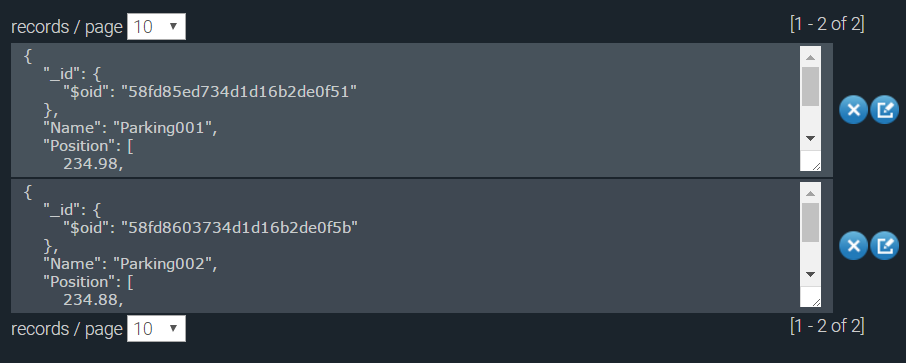 records / page 10
[1 - 2 of 2]
{
"_id": {
"$oid": "58fd85ed734d1d16b2de0f51"
},
"Name": "Parking001",
"Position": [
234.98,
{
"_id": {
"$oid": "58fd8603734d1d16b2de0f5b"
},
"Name": "Parking002",
"Position": [
234.88,
records / page 10
[1 - 2 of 2]